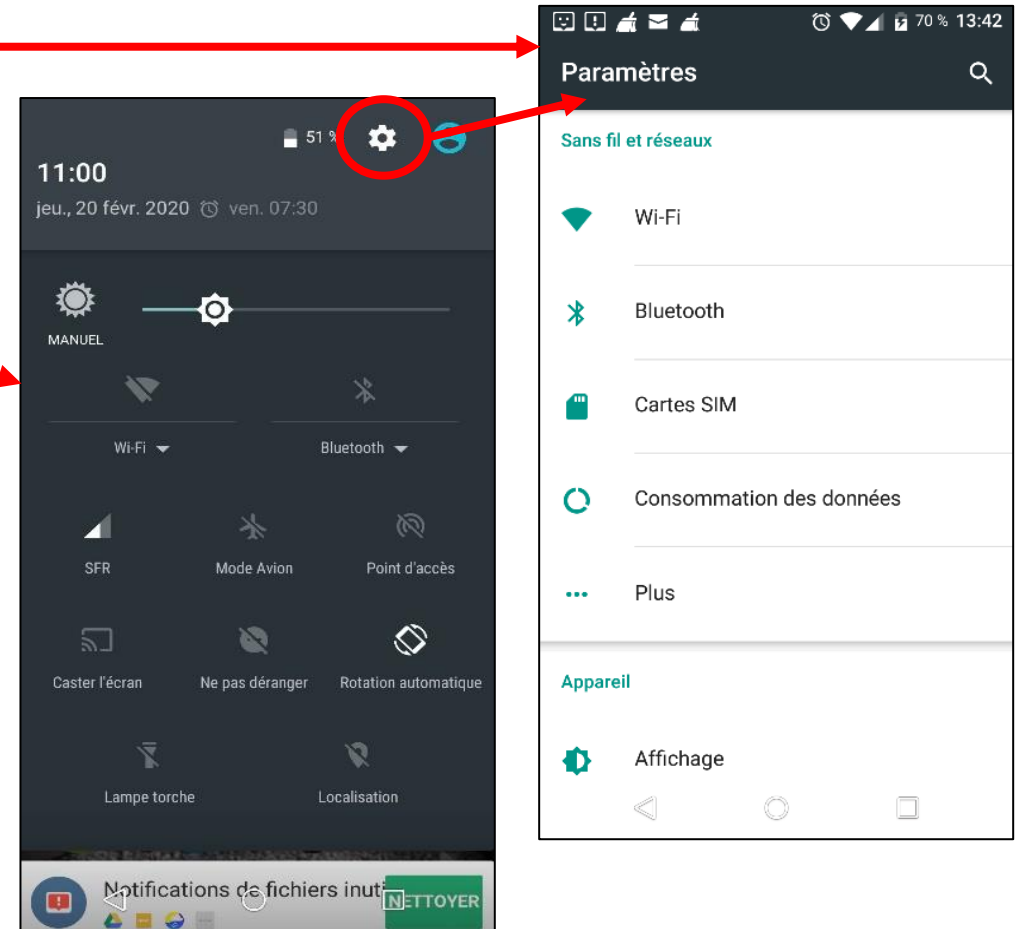 51 %
11:00
jeu., 20 févr. 2020 ven. 07:30
MANUEL
Wi-Fi Bluetooth
SFR Mode Avion Point d'accès
Caster l'écran Ne pas déranger Rotation automatique
Lampe torche Localisation
Notifications de fichiers inuti
NETTOYER
70 % 13:42
Paramètres
Sans fil et réseaux
Wi-Fi
Bluetooth
Cartes SIM
Consommation des données
Plus
Appareil
Affichage